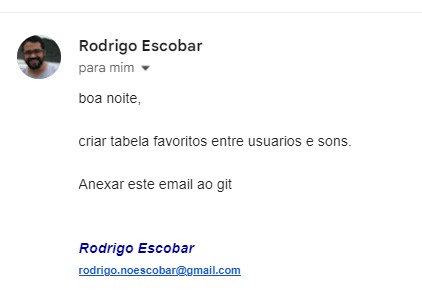 Rodrigo Escobar
para mim
boa noite,
criar tabela favoritos entre usuarios e sons.
Anexar este email ao git
Rodrigo Escobar
rodrigo.noescobar@gmail.com